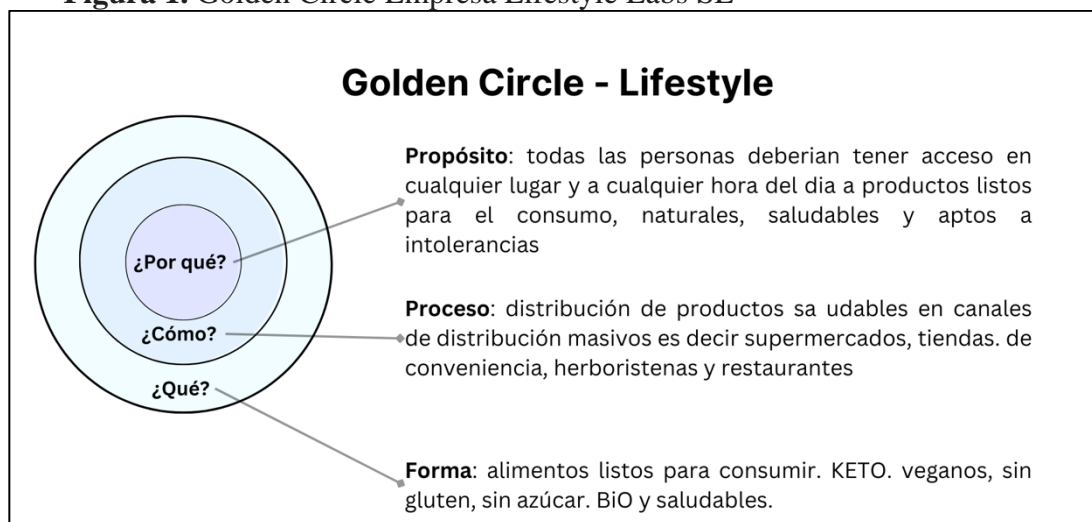 Figura 1. Golden Circle Empresa Lifestyle Labs SL
Golden Circle - Lifestyle
Propósito: todas las personas deberian tener acceso en
cualquier lugar y a cualquier hora del dia a productos listos
para el consumo, naturales, saludables y aptos a
intolerancias
¿Por qué?
Proceso: distribución de productos sa udables en canales
de distribución masivos es decir supermercados, tiendas. de
conveniencia, herboristenas y restaurantes
¿Cómo?
¿Qué?
Forma: alimentos listos para consumir. KETO. veganos, sin
gluten, sin azúcar. BiO y saludables.